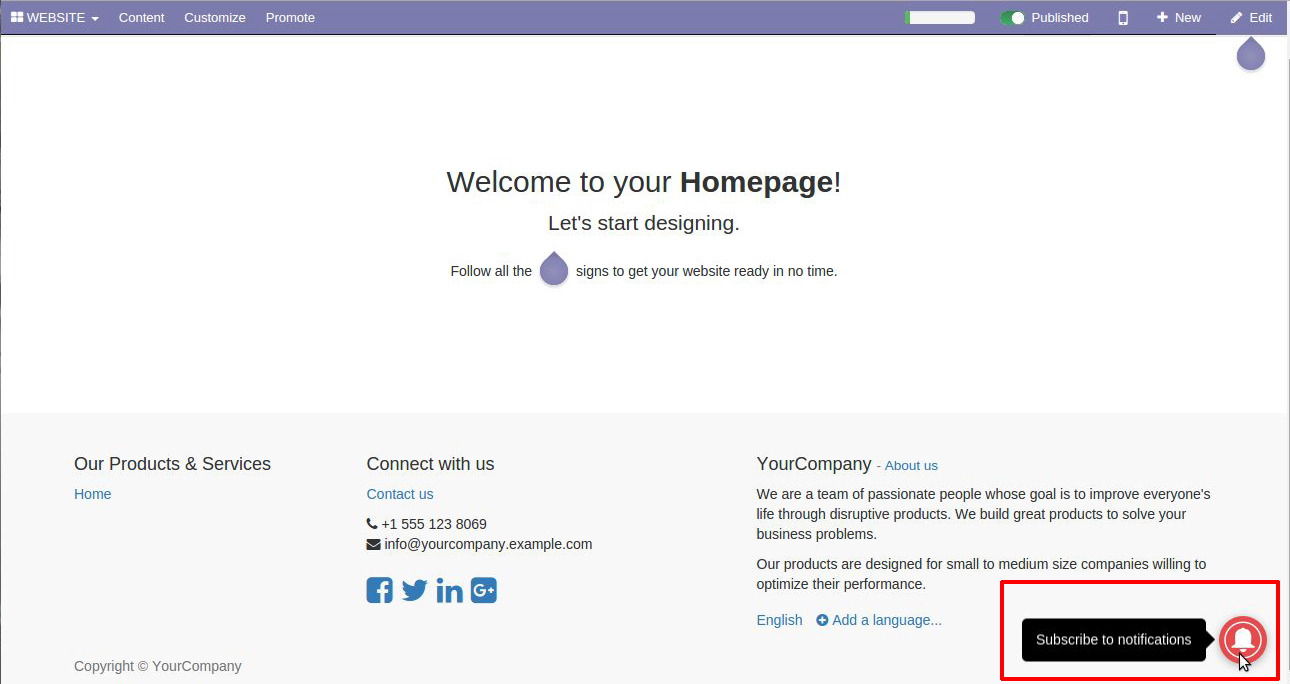 WEBSITE Content Customize Promote Published New Edit
Welcome to your Homepage!
Let's start designing.
Follow all the signs to get your website ready in no time.
Our Products & Services
Home
Connect with us
Contact us
+1 555 123 8069
info@yourcompany.example.com
YourCompany - About us
We are a team of passionate people whose goal is to improve everyone's
life through disruptive products. We build great products to solve your
business problems.
Our products are designed for small to medium size companies willing to
optimize their performance.
English Add a language...
Subscribe to notifications
Copyright © YourCompany